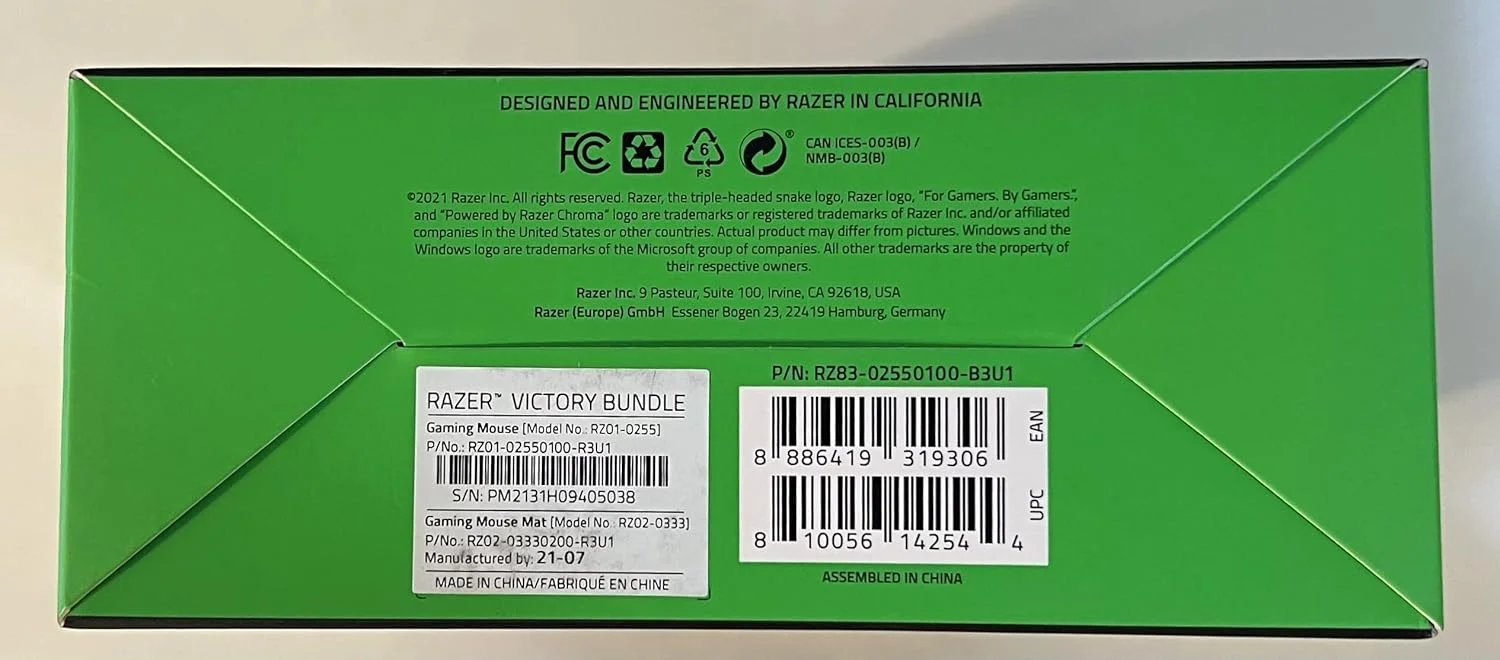 DESIGNED AND ENGINEERED BY RAZER IN CALIFORNIA
FC
6
PS
®
CAN ICES-003(B) /
NMB-003(B)
©2021 Razer Inc. All rights reserved. Razer, the triple-headed snake logo, Razer logo, "For Gamers. By Gamers.",
and "Powered by Razer Chroma" logo are trademarks or registered trademarks of Razer Inc. and/or affiliated
companies in the United States or other countries. Actual product may differ from pictures. Windows and the
Windows logo are trademarks of the Microsoft group of companies. All other trademarks are the property of
their respective owners.
Razer Inc. 9 Pasteur, Suite 100, Irvine, CA 92618, USA
Razer (Europe) GmbH Essener Bogen 23, 22419 Hamburg, Germany
RAZER™ VICTORY BUNDLE
Gaming Mouse [Model No.: RZ01-0255]
P/No.: RZ01-02550100-R3U1
S/N: PM2131H09405038
Gaming Mouse Mat [Model No.: RZ02-0333]
P/No.: RZ02-03330200-R3U1
Manufactured by: 21-07
MADE IN CHINA/FABRIQUÉ EN CHINE
P/N: RZ83-02550100-B3U1
8 886419 319306
EAN
8 10056 14254 4
UPC
ASSEMBLED IN CHINA